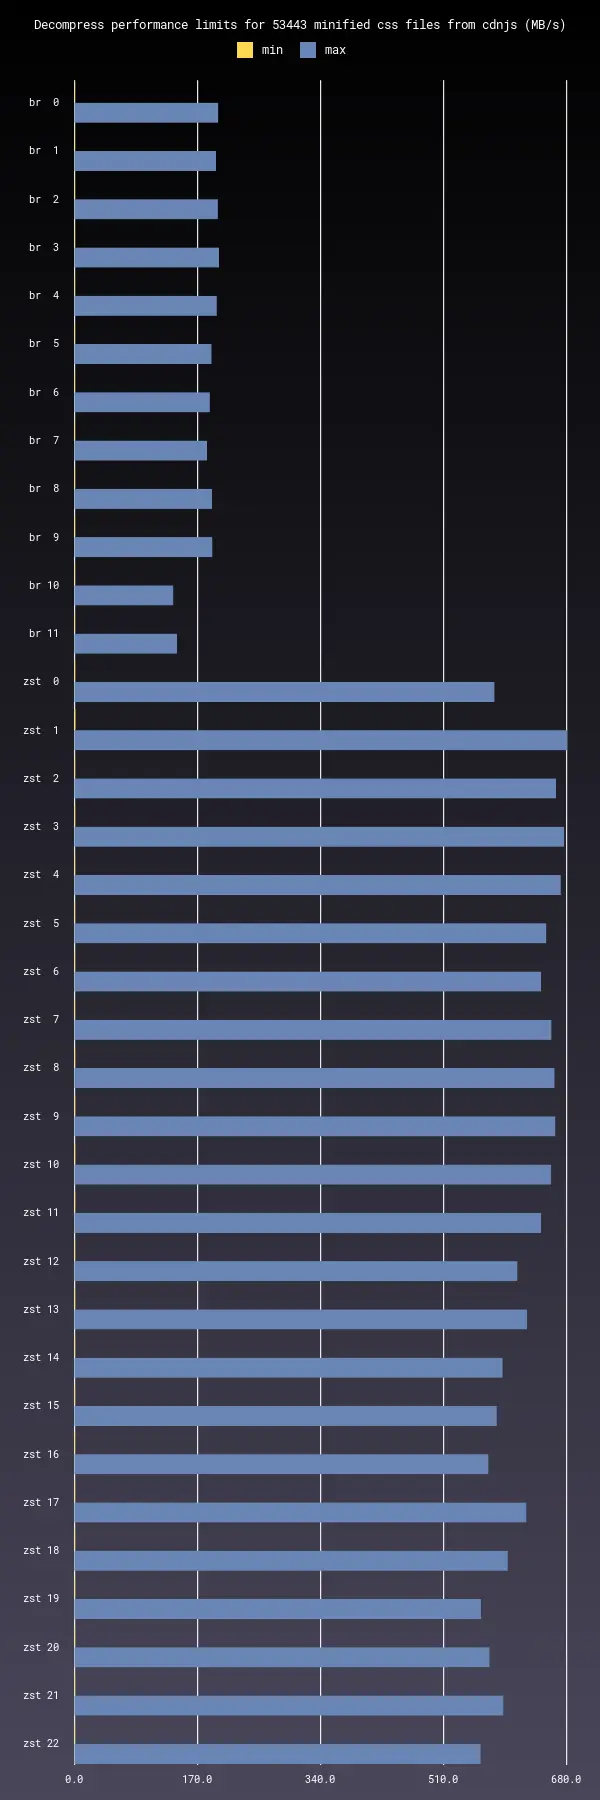 Decompress performance limits for 53443 minified css files from cdnjs (MB/s)
min max
br 0
br 1
br 2
br 3
br 4
br 5
br 6
br 7
br 8
br 9
br 10
br 11
zst 0
zst 1
zst 2
zst 3
zst 4
zst 5
zst 6
zst 7
zst 8
zst 9
zst 10
zst 11
zst 12
zst 13
zst 14
zst 15
zst 16
zst 17
zst 18
zst 19
zst 20
zst 21
zst 22
0.0 170.0 340.0 510.0 680.0